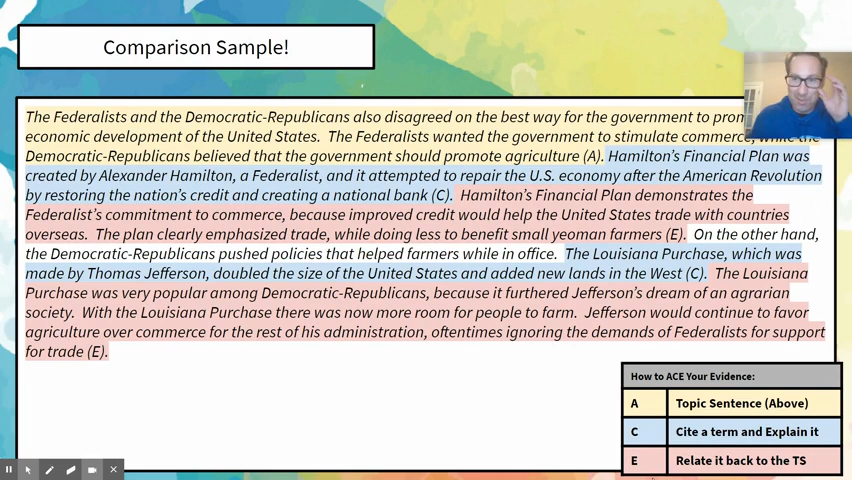 Comparison Sample!
The Federalists and the Democratic-Republicans also disagreed on the best way for the government to
economic development of the United States. The Federalists wanted the government to stimulate commerce, while the
Democratic-Republicans believed that the government should promote agriculture (A). Hamilton's Financial Plan was
created by Alexander Hamilton, a Federalist, and it attempted to repair the U.S. economy after the American Revolution
by restoring the nation's credit and creating a national bank (C). Hamilton's Financial Plan demonstrates the
Federalist's commitment to commerce, because improved credit would help the United States trade with countries
overseas. The plan clearly emphasized trade, while doing less to benefit small yeoman farmers (E). On the other hand,
the Democratic-Republicans pushed policies that helped farmers while in office. The Louisiana Purchase, which was
made by Thomas Jefferson, doubled the size of the United States and added new lands in the West (C). The Louisiana
Purchase was very popular among Democratic-Republicans, because it furthered Jefferson's dream of an agrarian
society. With the Louisiana Purchase there was now more room for people to farm. Jefferson would continue to favor
agriculture over commerce for the rest of his administration, oftentimes ignoring the demands of Federalists for support
for trade (E).
How to ACE Your Evidence:
A Topic Sentence (Above)
C Cite a term and Explain it
E Relate it back to the TS